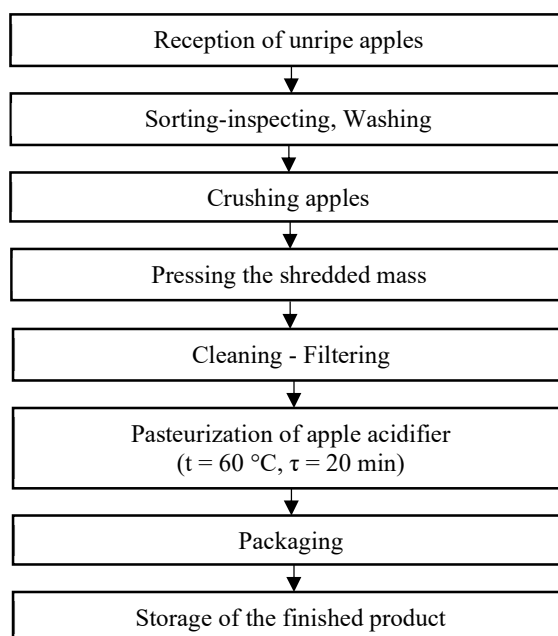 Reception of unripe apples
Sorting-inspecting, Washing
Crushing apples
Pressing the shredded mass
Cleaning - Filtering
Pasteurization of apple acidifier
(t = 60 °C, τ = 20 min)
Packaging
Storage of the finished product